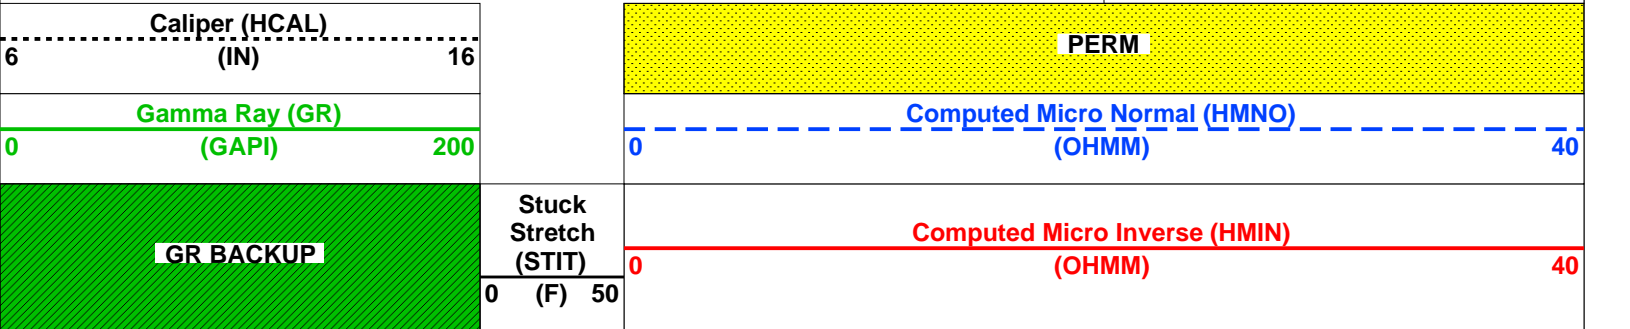 Caliper (HCAL)
6 (IN) 16
PERM
Gamma Ray (GR)
0 (GAPI) 200
Computed Micro Normal (HMNO)
0 (OHMM) 40
GR BACKUP
Stuck
Stretch
(STIT)
0 (F) 50
Computed Micro Inverse (HMIN)
0 (OHMM) 40